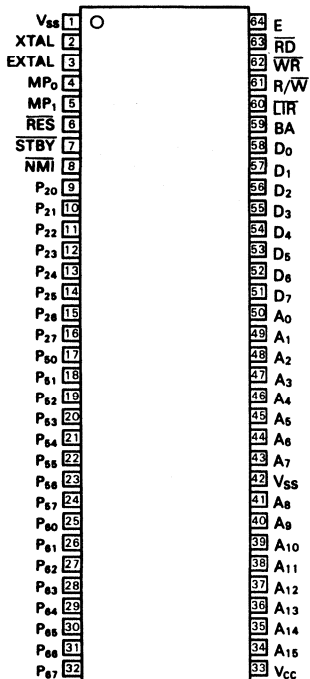 Vss 1 64 E
XTAL 2 63 RD
EXTAL 3 62 WR
MP0 4 61 R/W
MP1 5 60 LIR
RES 6 59 BA
STBY 7 58 D0
NMI 8 57 D1
P20 9 56 D2
P21 10 55 D3
P22 11 54 D4
P23 12 53 D5
P24 13 52 D6
P25 14 51 D7
P26 15 50 A0
P27 16 49 A1
P50 17 48 A2
P51 18 47 A3
P52 19 46 A4
P53 20 45 A5
P54 21 44 A6
P55 22 43 A7
P56 23 42 VSS
P57 24 41 A8
P60 25 40 A9
P61 26 39 A10
P62 27 38 A11
P63 28 37 A12
P64 29 36 A13
P65 30 35 A14
P66 31 34 A15
P67 32 33 VCC